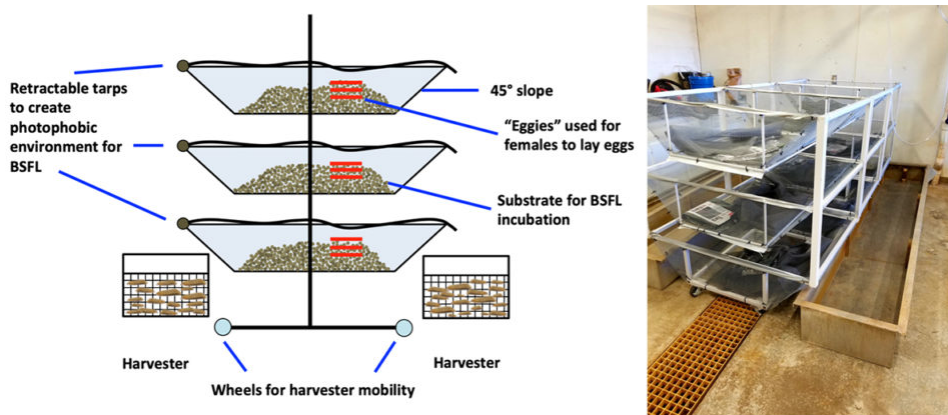 Retractable tarps
to create
photophobic
environment for
BSFL
45° slope
“Eggies” used for
females to lay eggs
Substrate for BSFL
incubation
Harvester
Harvester
Wheels for harvester mobility